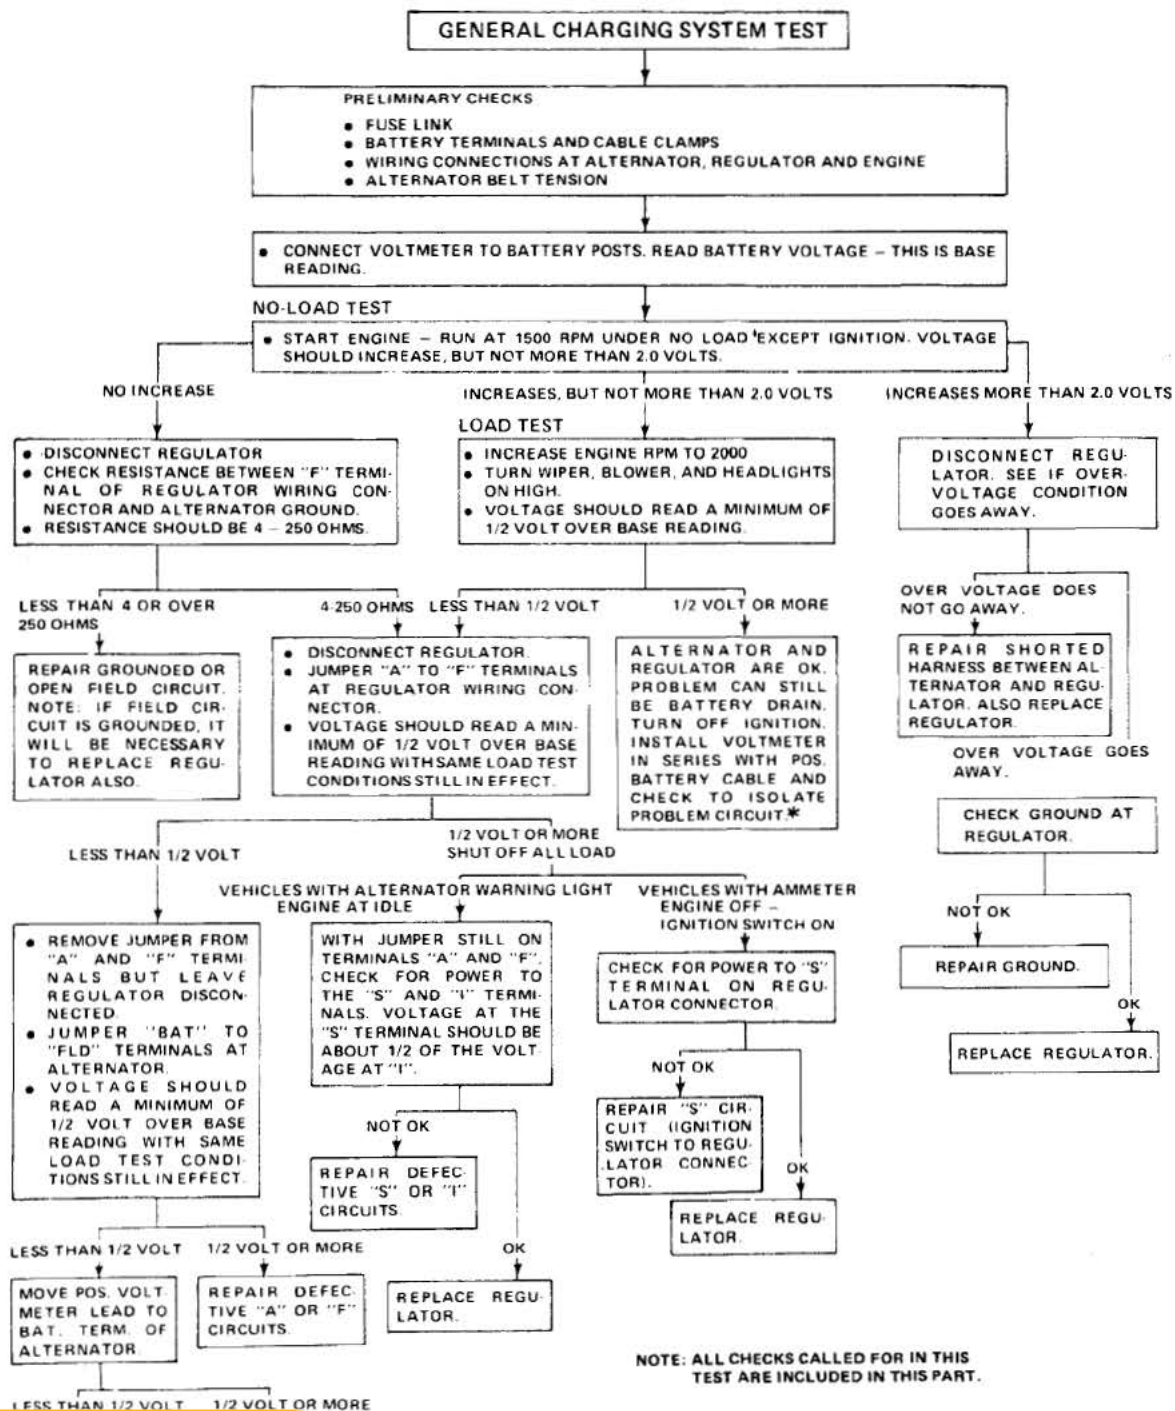 GENERAL CHARGING SYSTEM TEST
PRELIMINARY CHECKS
● FUSE LINK
● BATTERY TERMINALS AND CABLE CLAMPS
● WIRING CONNECTIONS AT ALTERNATOR, REGULATOR AND ENGINE
● ALTERNATOR BELT TENSION
● CONNECT VOLTMETER TO BATTERY POSTS. READ BATTERY VOLTAGE – THIS IS BASE
READING.
NO-LOAD TEST
● START ENGINE – RUN AT 1500 RPM UNDER NO LOAD EXCEPT IGNITION. VOLTAGE
SHOULD INCREASE, BUT NOT MORE THAN 2.0 VOLTS.
NO INCREASE
INCREASES, BUT NOT MORE THAN 2.0 VOLTS
INCREASES MORE THAN 2.0 VOLTS
● DISCONNECT REGULATOR
● CHECK RESISTANCE BETWEEN "F" TERMI-
NAL OF REGULATOR WIRING CON-
NECTOR AND ALTERNATOR GROUND.
● RESISTANCE SHOULD BE 4 – 250 OHMS.
LOAD TEST
● INCREASE ENGINE RPM TO 2000
● TURN WIPER, BLOWER, AND HEADLIGHTS
ON HIGH.
● VOLTAGE SHOULD READ A MINIMUM OF
1/2 VOLT OVER BASE READING.
DISCONNECT REGU-
LATOR. SEE IF OVER-
VOLTAGE CONDITION
GOES AWAY.
LESS THAN 4 OR OVER
250 OHMS
4-250 OHMS
LESS THAN 1/2 VOLT
1/2 VOLT OR MORE
OVER VOLTAGE DOES
NOT GO AWAY.
REPAIR GROUNDED OR
OPEN FIELD CIRCUIT.
NOTE: IF FIELD CIR-
CUIT IS GROUNDED, IT
WILL BE NECESSARY
TO REPLACE REGU-
LATOR ALSO.
● DISCONNECT REGULATOR.
● JUMPER "A" TO "F" TERMINALS
AT REGULATOR WIRING CON-
NECTOR.
● VOLTAGE SHOULD READ A MIN-
IMUM OF 1/2 VOLT OVER BASE
READING WITH SAME LOAD TEST
CONDITIONS STILL IN EFFECT.
ALTERNATOR AND
REGULATOR ARE OK.
PROBLEM CAN STILL
BE BATTERY DRAIN.
TURN OFF IGNITION.
INSTALL VOLTMETER
IN SERIES WITH POS.
BATTERY CABLE AND
CHECK TO ISOLATE
PROBLEM CIRCUIT.*
REPAIR SHORTED
HARNESS BETWEEN AL-
TERNATOR AND REGU-
LATOR. ALSO REPLACE
REGULATOR.
OVER VOLTAGE GOES
AWAY.
CHECK GROUND AT
REGULATOR.
LESS THAN 1/2 VOLT
1/2 VOLT OR MORE
SHUT OFF ALL LOAD
VEHICLES WITH ALTERNATOR WARNING LIGHT
ENGINE AT IDLE
VEHICLES WITH AMMETER
ENGINE OFF –
IGNITION SWITCH ON
NOT OK
REPAIR GROUND.
OK
REPLACE REGULATOR.
● REMOVE JUMPER FROM
"A" AND "F" TERMI-
NALS BUT LEAVE
REGULATOR DISCON-
NECTED.
● JUMPER "BAT" TO
"FLD" TERMINALS AT
ALTERNATOR.
● VOLTAGE SHOULD
READ A MINIMUM OF
1/2 VOLT OVER BASE
READING WITH SAME
LOAD TEST CONDI-
TIONS STILL IN EFFECT.
WITH JUMPER STILL ON
TERMINALS "A" AND "F",
CHECK FOR POWER TO
THE "S" AND "I" TERMI-
NALS. VOLTAGE AT THE
"S" TERMINAL SHOULD BE
ABOUT 1/2 OF THE VOLT-
AGE AT "I".
CHECK FOR POWER TO "S"
TERMINAL ON REGU-
LATOR CONNECTOR.
NOT OK
REPAIR "S" CIR-
CUIT (IGNITION
SWITCH TO REGU-
LATOR CONNEC-
TOR).
OK
REPLACE REGU-
LATOR.
NOT OK
REPAIR DEFEC-
TIVE "S" OR "I"
CIRCUITS.
OK
REPLACE REGU-
LATOR.
LESS THAN 1/2 VOLT
1/2 VOLT OR MORE
MOVE POS. VOLT-
METER LEAD TO
BAT. TERM. OF
ALTERNATOR.
REPAIR DEFEC-
TIVE "A" OR "F"
CIRCUITS.
NOTE: ALL CHECKS CALLED FOR IN THIS
TEST ARE INCLUDED IN THIS PART.
LESS THAN 1/2 VOLT
1/2 VOLT OR MORE